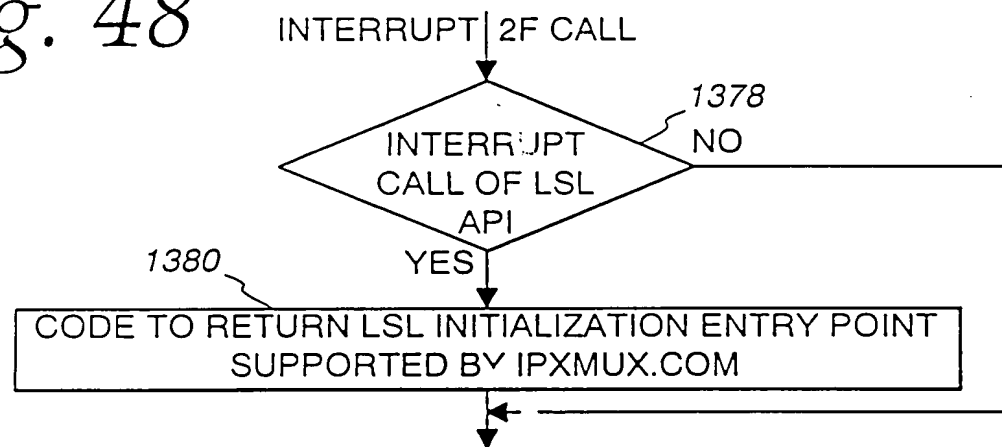 g. 48
INTERRUPT 2F CALL
1378
INTERRUPT
CALL OF LSL
API
NO
YES
1380
CODE TO RETURN LSL INITIALIZATION ENTRY POINT
SUPPORTED BY IPXMUX.COM